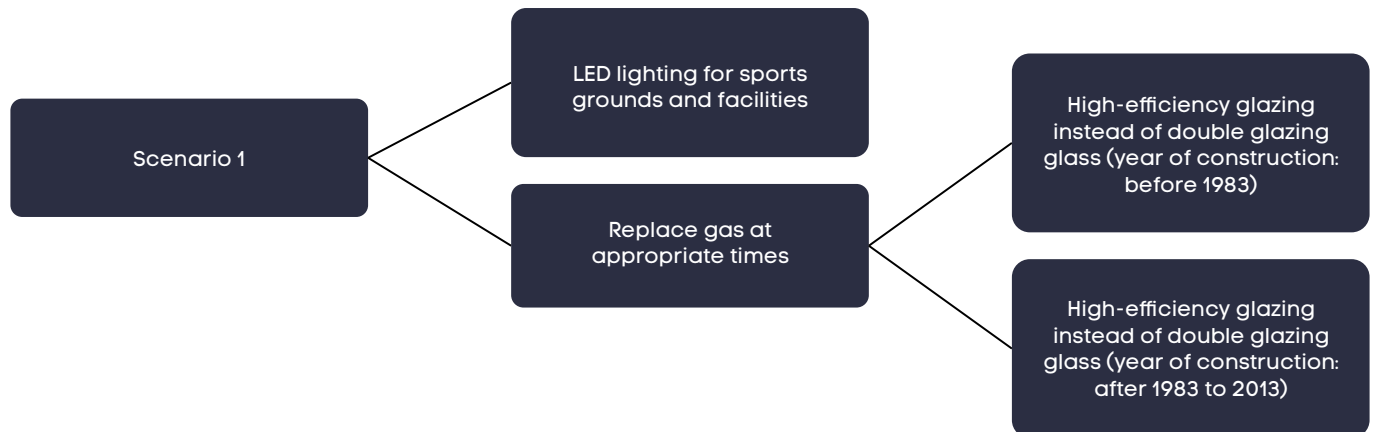 Scenario 1
LED lighting for sports
grounds and facilities
Replace gas at
appropriate times
High-efficiency glazing
instead of double glazing
glass (year of construction:
before 1983)
High-efficiency glazing
instead of double glazing
glass (year of construction:
after 1983 to 2013)